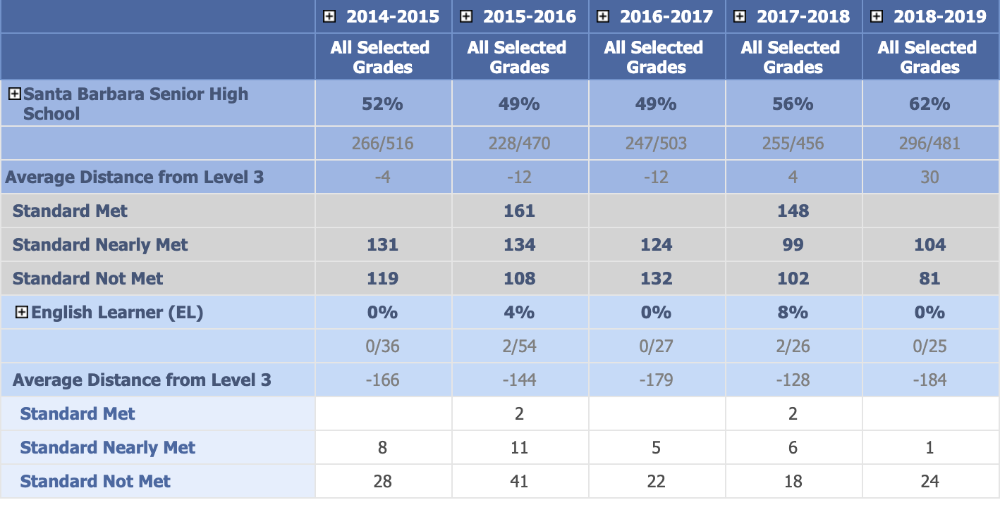 2014-2015 2015-2016 2016-2017 2017-2018 2018-2019
All Selected Grades All Selected Grades All Selected Grades All Selected Grades All Selected Grades
Santa Barbara Senior High School 52% 49% 49% 56% 62%
266/516 228/470 247/503 255/456 296/481
Average Distance from Level 3 -4 -12 -12 4 30
Standard Met 161 148
Standard Nearly Met 131 134 124 99 104
Standard Not Met 119 108 132 102 81
English Learner (EL) 0% 4% 0% 8% 0%
0/36 2/54 0/27 2/26 0/25
Average Distance from Level 3 -166 -144 -179 -128 -184
Standard Met 2 2
Standard Nearly Met 8 11 5 6 1
Standard Not Met 28 41 22 18 24